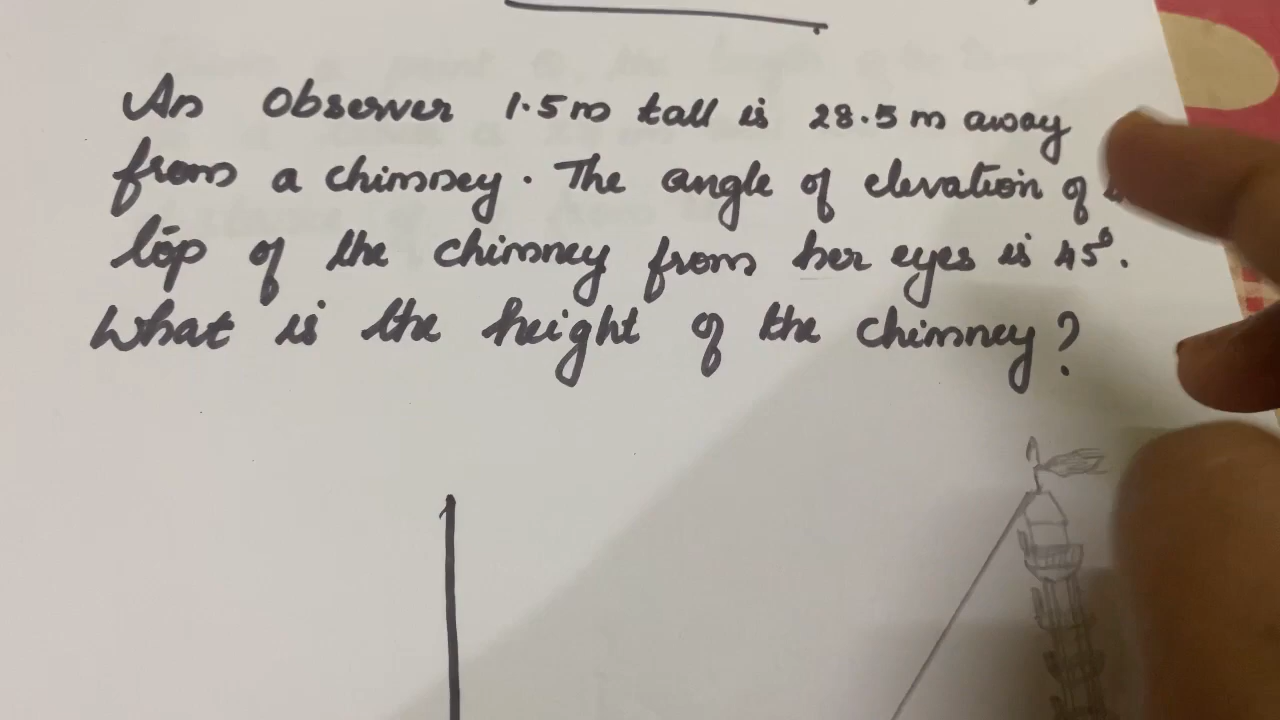 An Observer 1.5m tall is 28.5m away
from a chimney. The angle of elevation of
top of the chimney from her eyes is 45°.
What is the height of the chimney?